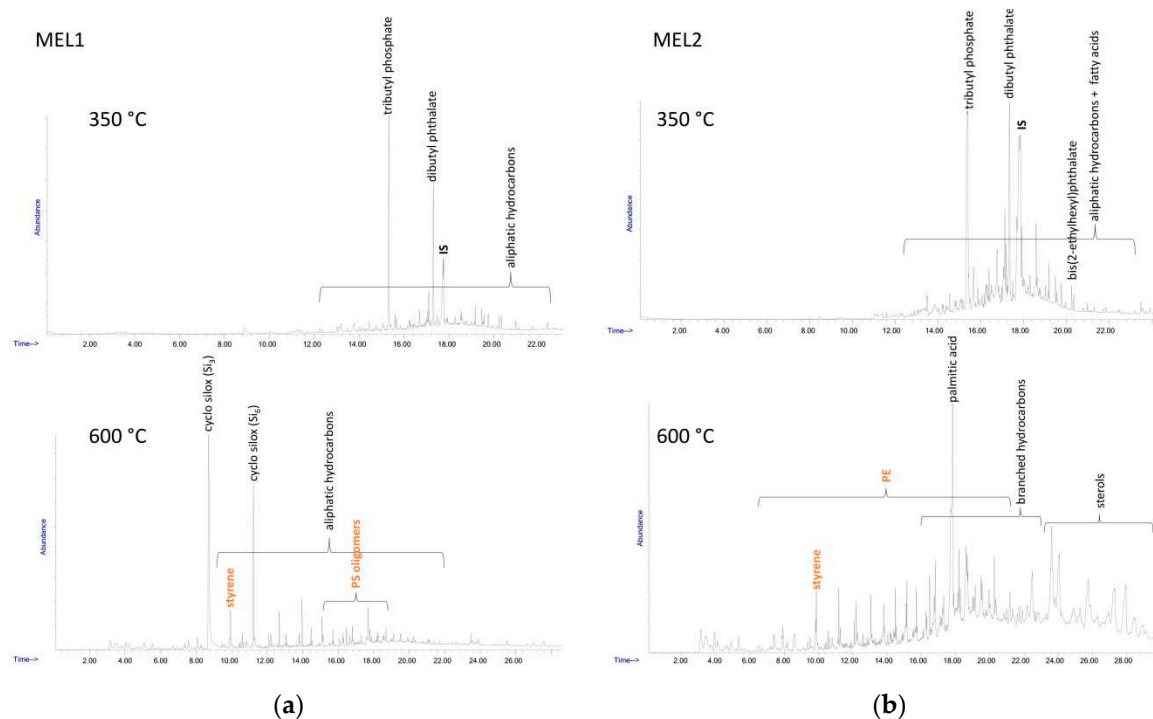 MEL1
350 °C
tributyl phosphate
dibutyl phthalate
IS
aliphatic hydrocarbons
Abundance
Time-->
2.00 4.00 6.00 8.00 10.00 12.00 14.00 16.00 18.00 20.00 22.00
600 °C
cyclo silox (Si3)
styrene
cyclo silox (Si6)
aliphatic hydrocarbons
PS oligomers
Abundance
Time-->
2.00 4.00 6.00 8.00 10.00 12.00 14.00 16.00 18.00 20.00 22.00 24.00 26.00
(a)
MEL2
350 °C
tributyl phosphate
dibutyl phthalate
IS
bis(2-ethylhexyl)phthalate
aliphatic hydrocarbons + fatty acids
Abundance
Time-->
2.00 4.00 6.00 8.00 10.00 12.00 14.00 16.00 18.00 20.00 22.00
600 °C
styrene
PE
palmitic acid
branched hydrocarbons
sterols
Abundance
Time-->
2.00 4.00 6.00 8.00 10.00 12.00 14.00 16.00 18.00 20.00 22.00 24.00 26.00 28.00
(b)